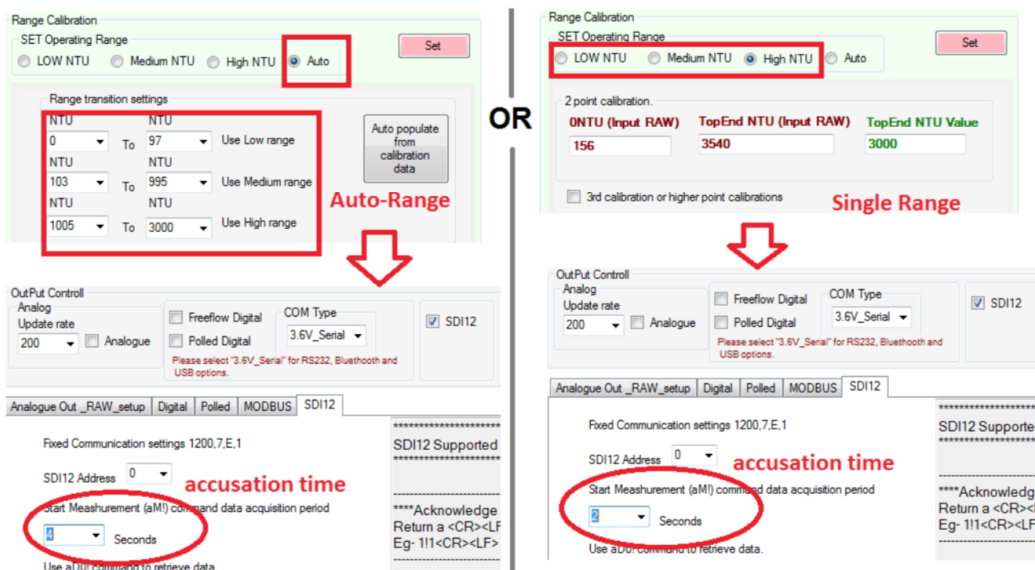 Range Calibration
SET Operating Range
LOW NTU Medium NTU High NTU Auto
Set
Range transition settings
NTU NTU
0 To 97 Use Low range
NTU NTU
103 To 995 Use Medium range
NTU NTU
1005 To 3000 Use High range
Auto populate
from
calibration
data
Auto-Range
OutPut Controll
Analog
Update rate
200 Analogue
Freeflow Digital
Polled Digital
COM Type
3.6V_Serial
Please select "3.6V_Serial" for RS232, Bluethooth and
USB options.
SDI12
Analogue Out _RAW_setup Digital Polled MODBUS SDI12
Fixed Communication settings 1200,7,E,1
SDI12 Address 0
accusation time
Start Meashurement (aM!) command data acquisition period
4 Seconds
Use aD0! command to retrieve data.
*********************
SDI12 Supported
*********************
---------------------
****Acknowledge
Return a <CR><LF
Eg- 1!1<CR><LF>
---------------------
OR
Range Calibration
SET Operating Range
LOW NTU Medium NTU High NTU Auto
Set
2 point calibration.
0NTU (Input RAW) TopEnd NTU (Input RAW) TopEnd NTU Value
156 3540 3000
3rd calibration or higher point calibrations
Single Range
OutPut Controll
Analog
Update rate
200 Analogue
Freeflow Digital
Polled Digital
COM Type
3.6V_Serial
Please select "3.6V_Serial" for RS232, Bluethooth and
USB options.
SDI12
Analogue Out _RAW_setup Digital Polled MODBUS SDI12
Fixed Communication settings 1200,7,E,1
SDI12 Address 0
accusation time
Start Meashurement (aM!) command data acquisition period
2 Seconds
Use aD0! command to retrieve data.
*********************
SDI12 Supporte
*********************
---------------------
****Acknowledge
Return a <CR><L
Eg- 1!1<CR><LF
---------------------